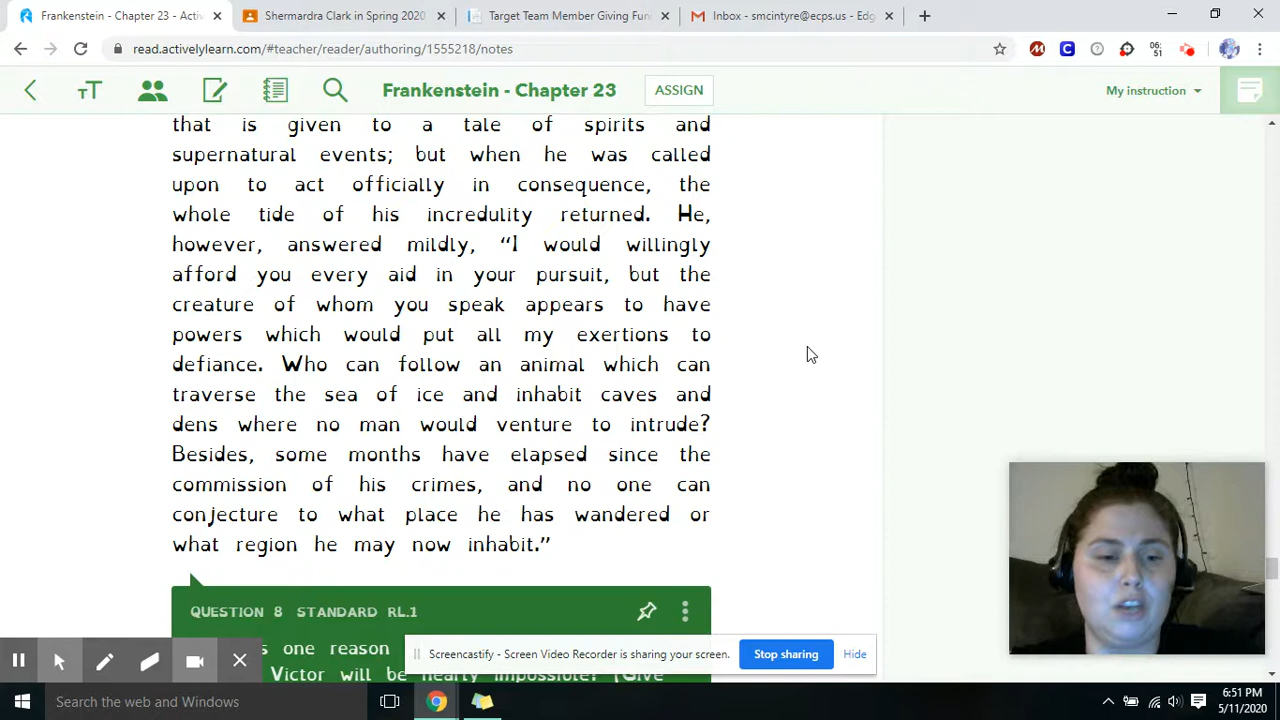 Frankenstein - Chapter 23 - Activ
Shermardra Clark in Spring 2020
Target Team Member Giving Fun
Inbox - smcintyre@ecps.us - Edg
read.activelylearn.com/#teacher/reader/authoring/1555218/notes
06:
51
TT
Frankenstein - Chapter 23
ASSIGN
My instruction
that is given to a tale of spirits and
supernatural events; but when he was called
upon to act officially in consequence, the
whole tide of his incredulity returned. He,
however, answered mildly, “I would willingly
afford you every aid in your pursuit, but the
creature of whom you speak appears to have
powers which would put all my exertions to
defiance. Who can follow an animal which can
traverse the sea of ice and inhabit caves and
dens where no man would venture to intrude?
Besides, some months have elapsed since the
commission of his crimes, and no one can
conjecture to what place he has wandered or
what region he may now inhabit.”
QUESTION 8 STANDARD RL.1
one reason
Victor will be nearly impossible? (Give
Screencastify - Screen Video Recorder is sharing your screen.
Stop sharing
Hide
Search the web and Windows
6:51 PM
5/11/2020